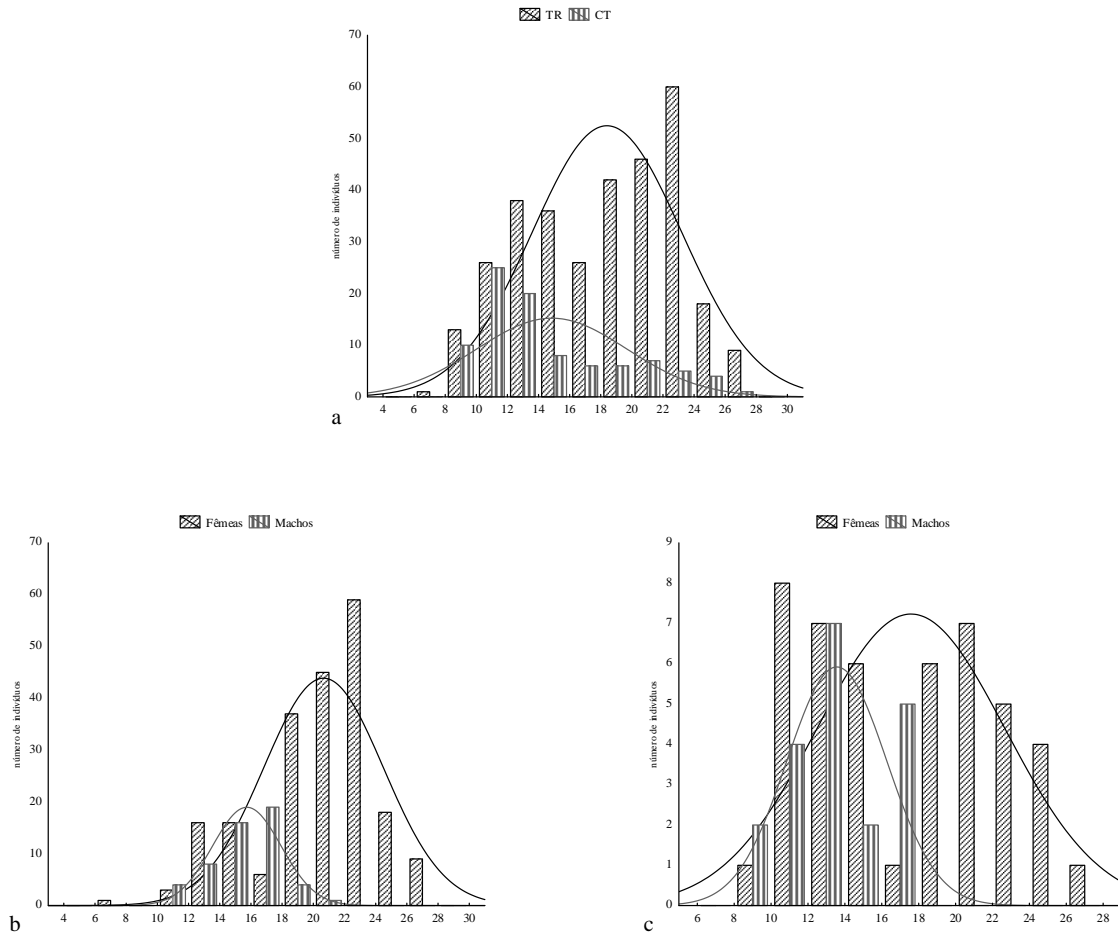 TR CT
70
60
50
40
30
20
10
0
número de indivíduos
4 6 8 10 12 14 16 18 20 22 24 26 28 30
a
Fêmeas Machos
70
60
50
40
30
20
10
0
número de indivíduos
4 6 8 10 12 14 16 18 20 22 24 26 28 30
b
Fêmeas Machos
9
8
7
6
5
4
3
2
1
0
número de indivíduos
6 8 10 12 14 16 18 20 22 24 26 28
c